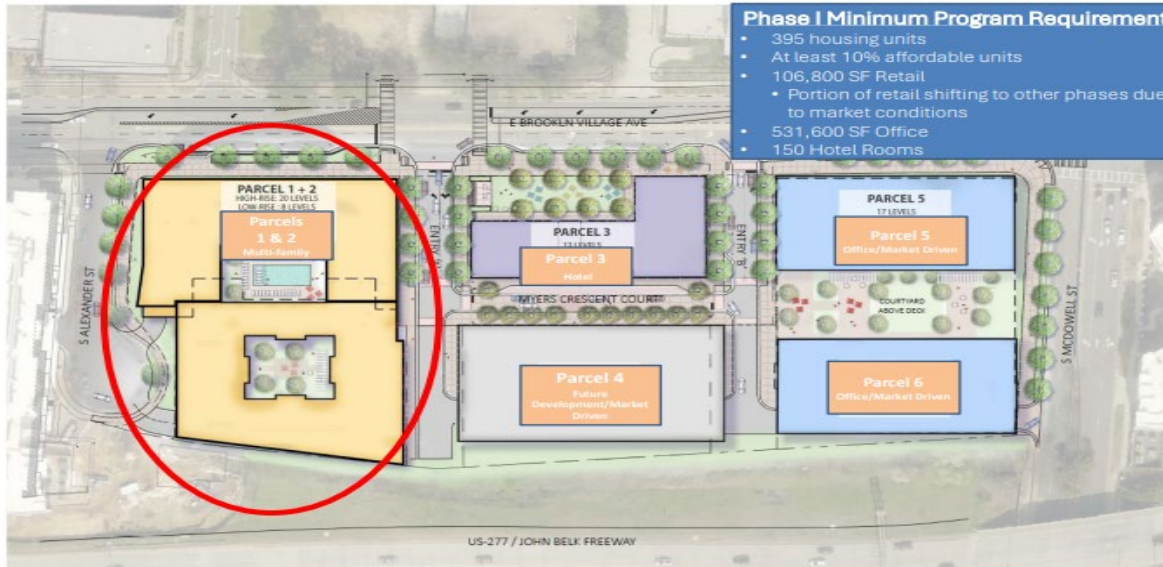 Phase I Minimum Program Requirement
• 395 housing units
• At least 10% affordable units
• 106,800 SF Retail
• Portion of retail shifting to other phases due
to market conditions
• 531,600 SF Office
• 150 Hotel Rooms
E BROOKLN VILLAGE AVE
PARCEL 1 + 2
HIGH-RISE: 20 LEVELS
LOW-RISE : 8 LEVELS
Parcels
1 & 2
Multi-family
S ALEXANDER ST
ENTRY 'A'
PARCEL 3
Parcel 3
Hotel
MYERS CRESCENT COURT
ENTRY 'B'
PARCEL 5
17 LEVELS
Parcel 5
Office/Market Driven
COURTYARD
ABOVE DECK
S MCDOWELL ST
Parcel 4
Future
Development/Market
Driven
Parcel 6
Office/Market Driven
US-277 / JOHN BELK FREEWAY